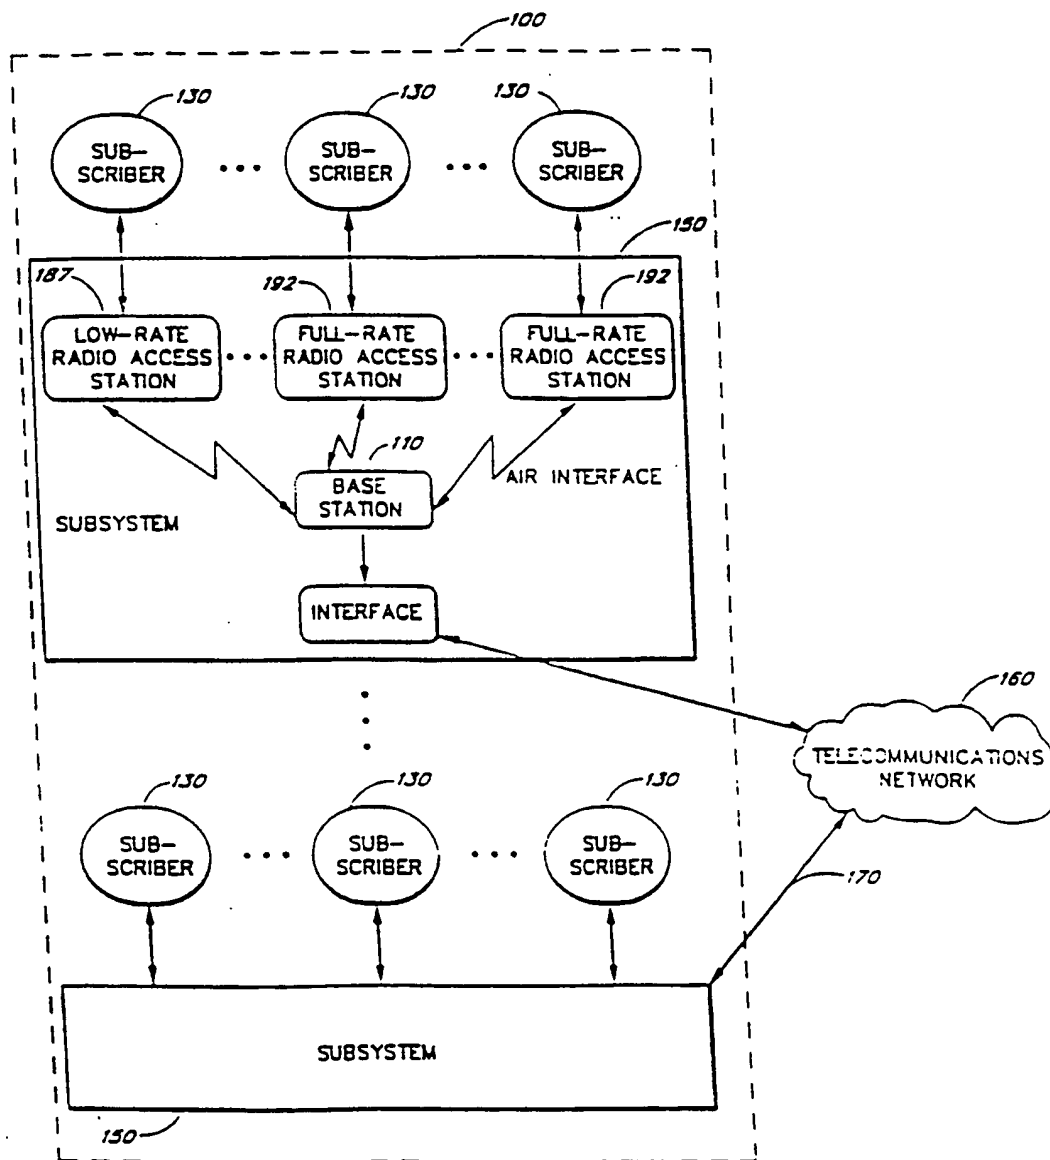 100
130 130 130
SUB-
SCRIBER
SUB-
SCRIBER
SUB-
SCRIBER
150
187 192 192
LOW-RATE
RADIO ACCESS
STATION
FULL-RATE
RADIO ACCESS
STATION
FULL-RATE
RADIO ACCESS
STATION
110
BASE
STATION
AIR INTERFACE
SUBSYSTEM
INTERFACE
160
TELECOMMUNICATIONS
NETWORK
130 130 130
SUB-
SCRIBER
SUB-
SCRIBER
SUB-
SCRIBER
170
SUBSYSTEM
150